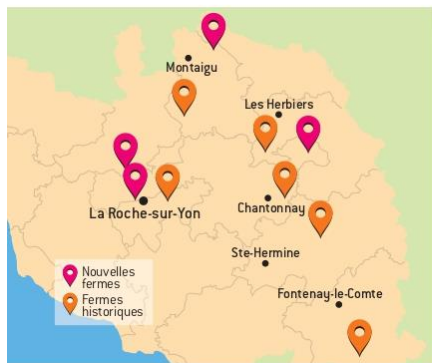 Montaigu
Les Herbiers
La Roche-sur-Yon
Chantonnay
Ste-Hermine
Nouvelles
fermes
Fermes
historiques
Fontenay-le-Comte